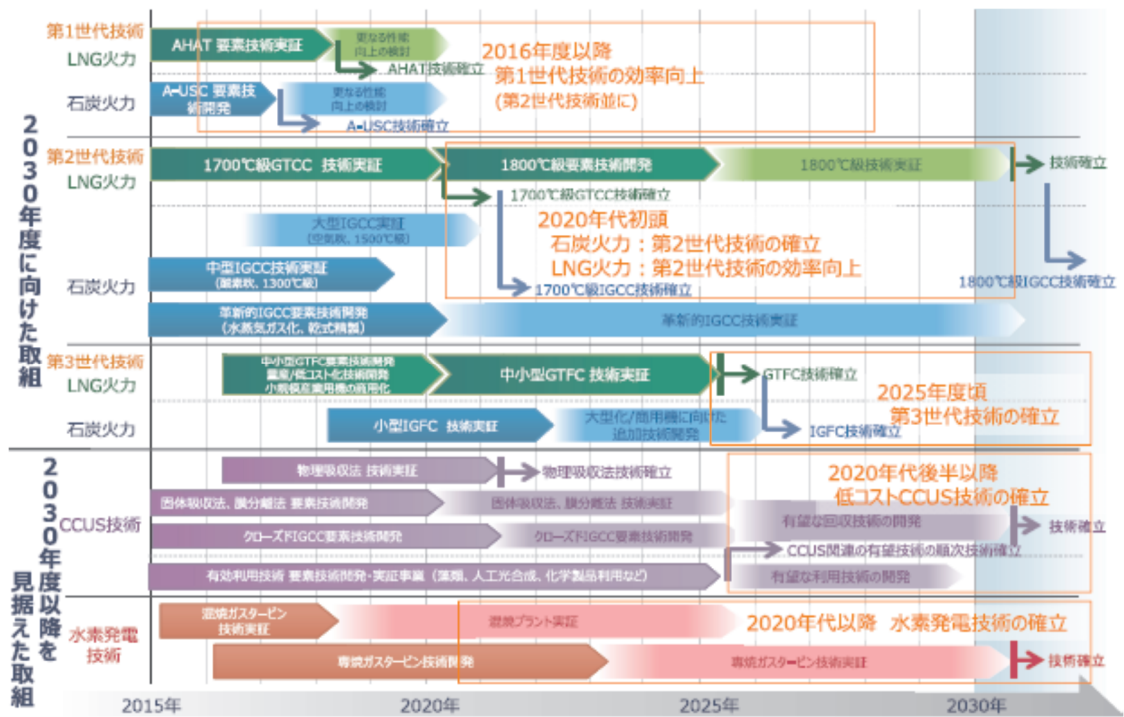 2030年度に向けた取組
第1世代技術
LNG火力
AHAT 要素技術実証
更なる性能
向上の検討
AHAT技術確立
2016年度以降
第1世代技術の効率向上
(第2世代技術並に)
石炭火力
A-USC 要素技
術開発
更なる性能
向上の検討
A-USC技術確立
第2世代技術
LNG火力
1700℃級GTCC 技術実証
1800℃級要素技術開発
1800℃級技術実証
技術確立
1700℃級GTCC技術確立
大型IGCC実証
(空気吹、1500℃級)
2020年代初頭
石炭火力：第2世代技術の確立
LNG火力：第2世代技術の効率向上
石炭火力
中型IGCC技術実証
(酸素吹、1300℃級)
1700℃級IGCC技術確立
1800℃級IGCC技術確立
革新的IGCC要素技術開発
(水蒸気ガス化、乾式精製)
革新的IGCC技術実証
第3世代技術
LNG火力
中小型GTFC要素技術開発
量産/低コスト化技術開発
小規模産業用機の商用化
中小型GTFC 技術実証
GTFC技術確立
2025年度頃
第3世代技術の確立
石炭火力
小型IGFC 技術実証
大型化/商用機に向けた
追加技術開発
IGFC技術確立
2030年度以降を
見据えた取組
CCUS技術
物理吸収法 技術実証
物理吸収法技術確立
2020年代後半以降
低コストCCUS技術の確立
固体吸収法、膜分離法 要素技術開発
固体吸収法、膜分離法 技術実証
有望な回収技術の開発
技術確立
クローズドIGCC要素技術開発
クローズドIGCC要素技術開発
CCUS関連の有望技術の順次技術確立
有効利用技術 要素技術開発・実証事業（藻類、人工光合成、化学製品利用など）
有望な利用技術の開発
水素発電
技術
混焼ガスタービン
技術実証
混焼プラント実証
2020年代以降 水素発電技術の確立
専焼ガスタービン技術開発
専焼ガスタービン技術実証
技術確立
2015年
2020年
2025年
2030年